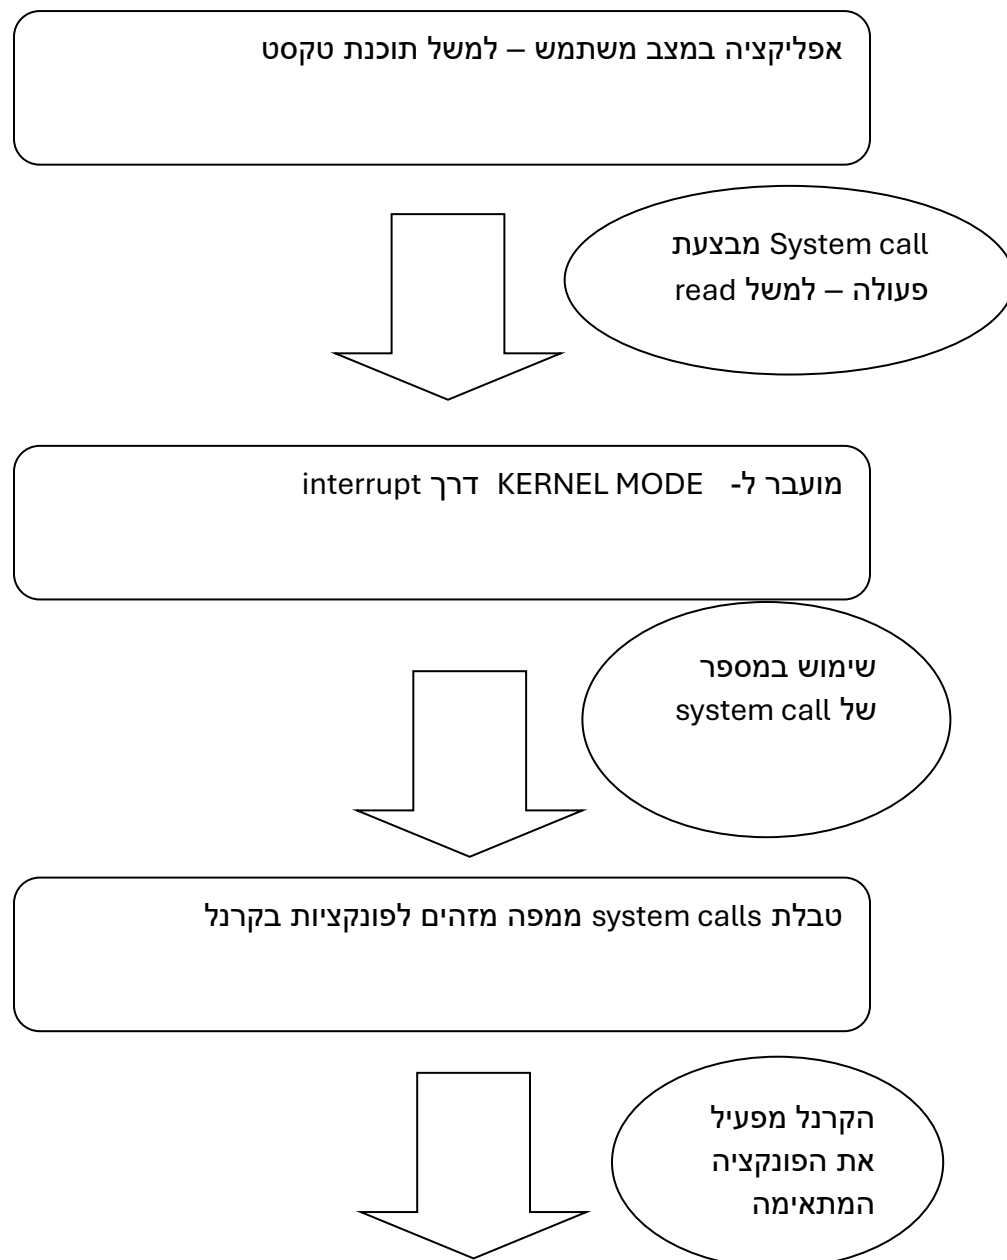 אפליקציה במצב משתמש – למשל תוכנת טקסט
System call מבצעת
פעולה – למשל read
מועבר ל- KERNEL MODE דרך interrupt
שימוש במספר
של system call
טבלת system calls ממפה מזהים לפונקציות בקרנל
הקרנל מפעיל
את הפונקציה
המתאימה